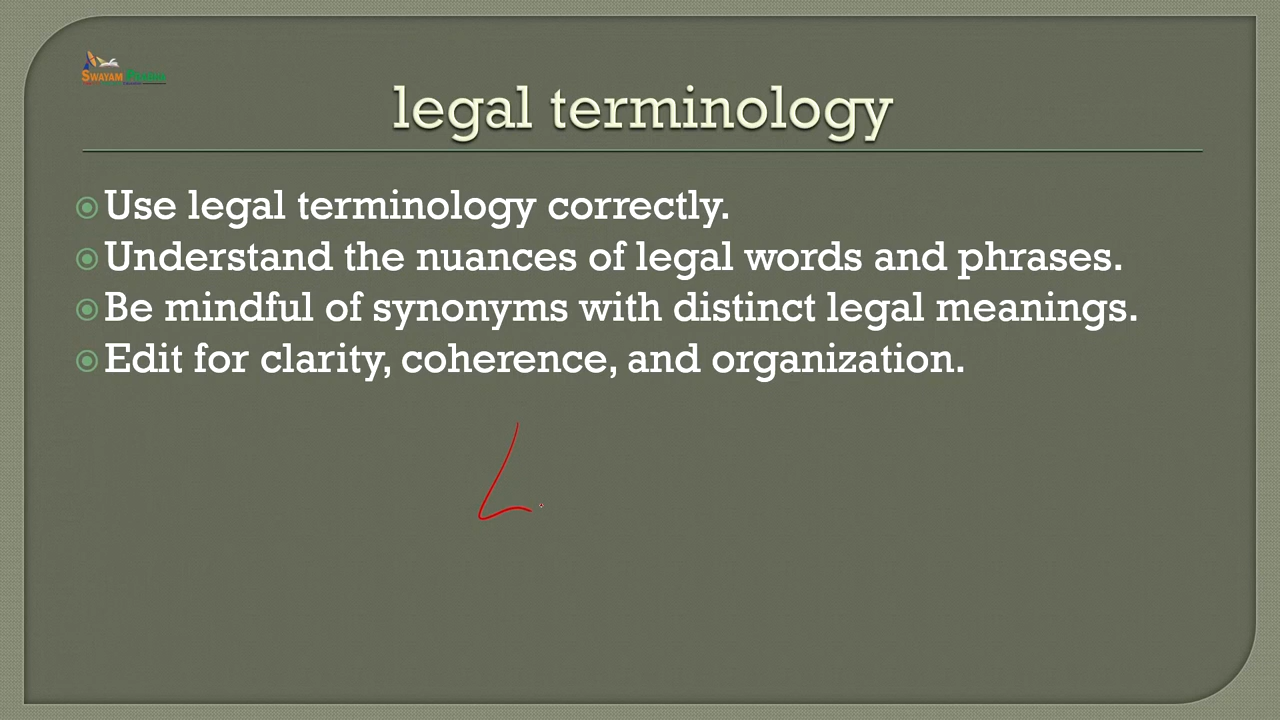 SWAYAM PRABHA
legal terminology
Use legal terminology correctly.
Understand the nuances of legal words and phrases.
Be mindful of synonyms with distinct legal meanings.
Edit for clarity, coherence, and organization.
L